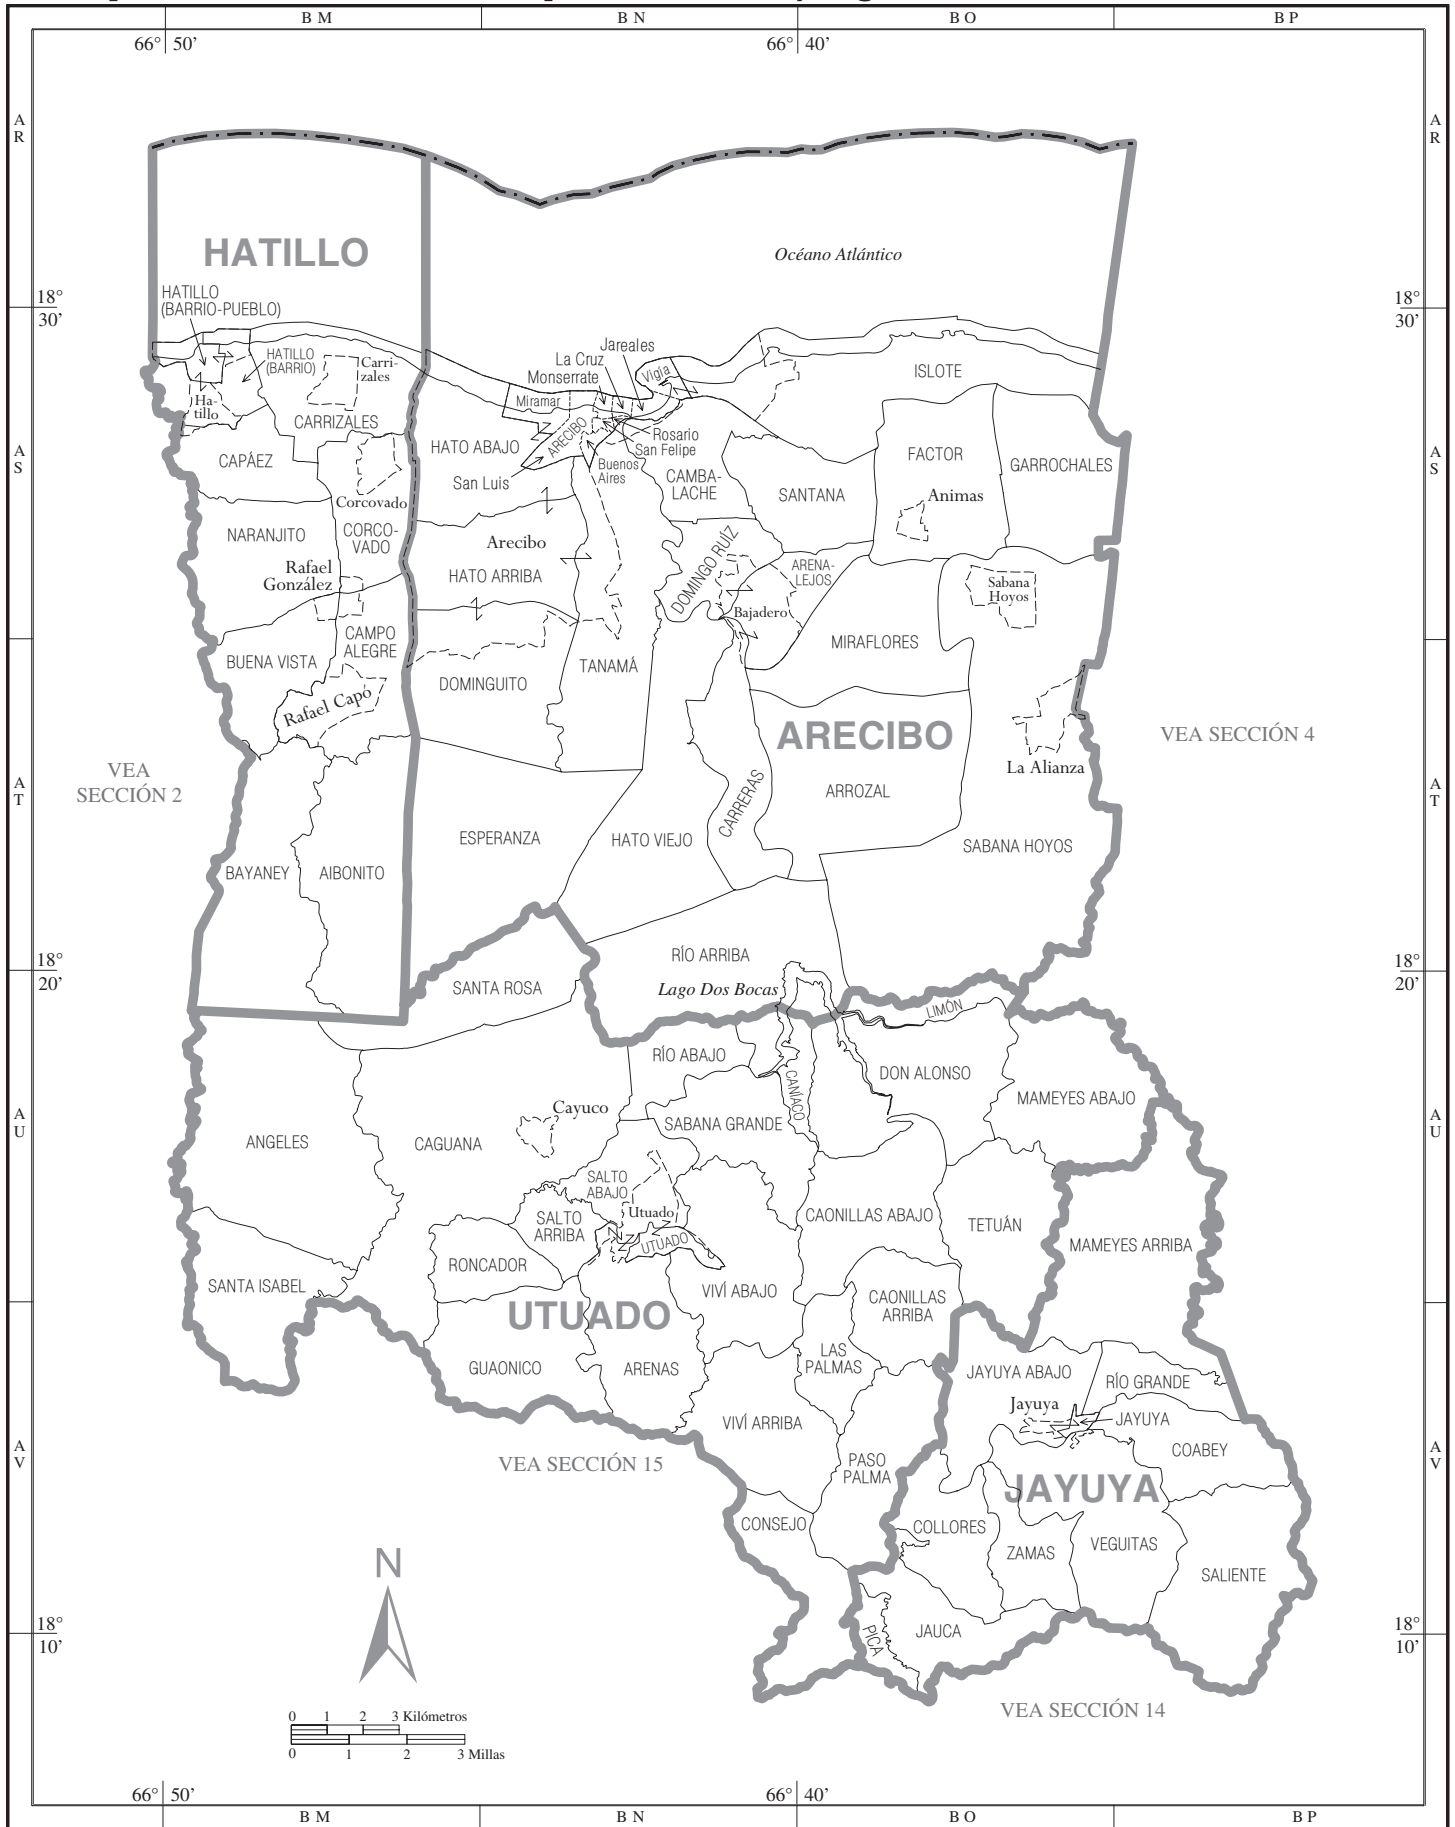 B M
B N
B O
B P
66° 50’
66° 40’
A
R
A
R
HATILLO
Océano Atlántico
18°
30’
18°
30’
HATILLO
(BARRIO-PUEBLO)
HATILLO
(BARRIO)
Carri-
zales
Ha-
tillo
CARRIZALES
Jareales
La Cruz
Monserrate
Vigía
Miramar
ISLOTE
ARECIBO
Rosario
San Felipe
Buenos
Aires
San Luis
HATO ABAJO
A
S
A
S
CAPÁEZ
Corcovado
CAMBA-
LACHE
SANTANA
FACTOR
GARROCHALES
Animas
NARANJITO
CORCO-
VADO
Arecibo
HATO ARRIBA
DOMINGO RUÍZ
ARENA-
LEJOS
Rafael
González
Bajadero
Sabana
Hoyos
CAMPO
ALEGRE
MIRAFLORES
BUENA VISTA
DOMINGUITO
TANAMÁ
Rafael Capó
ARECIBO
VEA SECCIÓN 4
La Alianza
VEA
SECCIÓN 2
A
T
A
T
ARROZAL
CARRERAS
ESPERANZA
HATO VIEJO
SABANA HOYOS
BAYANEY
AIBONITO
RÍO ARRIBA
18°
20’
18°
20’
SANTA ROSA
Lago Dos Bocas
LIMÓN
RÍO ABAJO
DON ALONSO
CANIACO
MAMEYES ABAJO
A
U
A
U
Cayuco
ANGELES
CAGUANA
SABANA GRANDE
SALTO
ABAJO
Utuado
SALTO
ARRIBA
UTUADO
CAONILLAS ABAJO
TETUÁN
MAMEYES ARRIBA
RONCADOR
SANTA ISABEL
VIVÍ ABAJO
CAONILLAS
ARRIBA
UTUADO
GUAONICO
ARENAS
LAS
PALMAS
JAYUYA ABAJO
RÍO GRANDE
Jayuya
JAYUYA
VIVÍ ARRIBA
COABEY
A
V
A
V
VEA SECCIÓN 15
PASO
PALMA
JAYUYA
CONSEJO
COLLORES
ZAMAS
VEGUITAS
SALIENTE
N
18°
10’
18°
10’
JAUCA
PICA
VEA SECCIÓN 14
0 1 2 3 Kilómetros
0 1 2 3 Millas
66° 50’
66° 40’
B M
B N
B O
B P